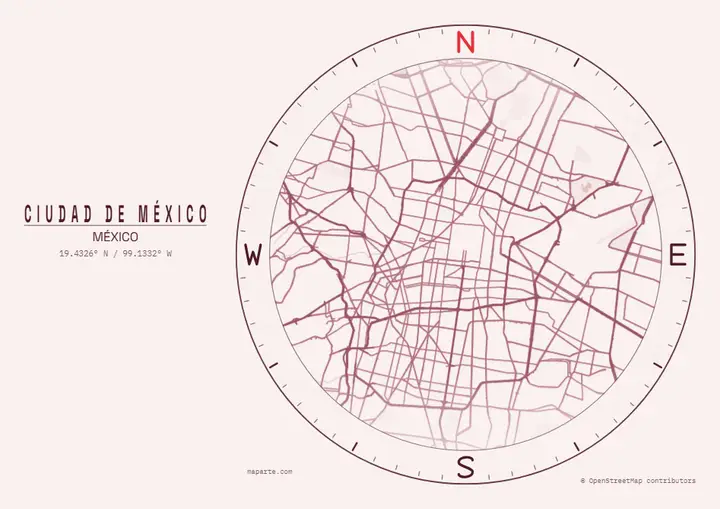 N
CIUDAD DE MÉXICO
MÉXICO
19.4326° N / 99.1332° W
W
E
S
maparte.com
© OpenStreetMap contributors